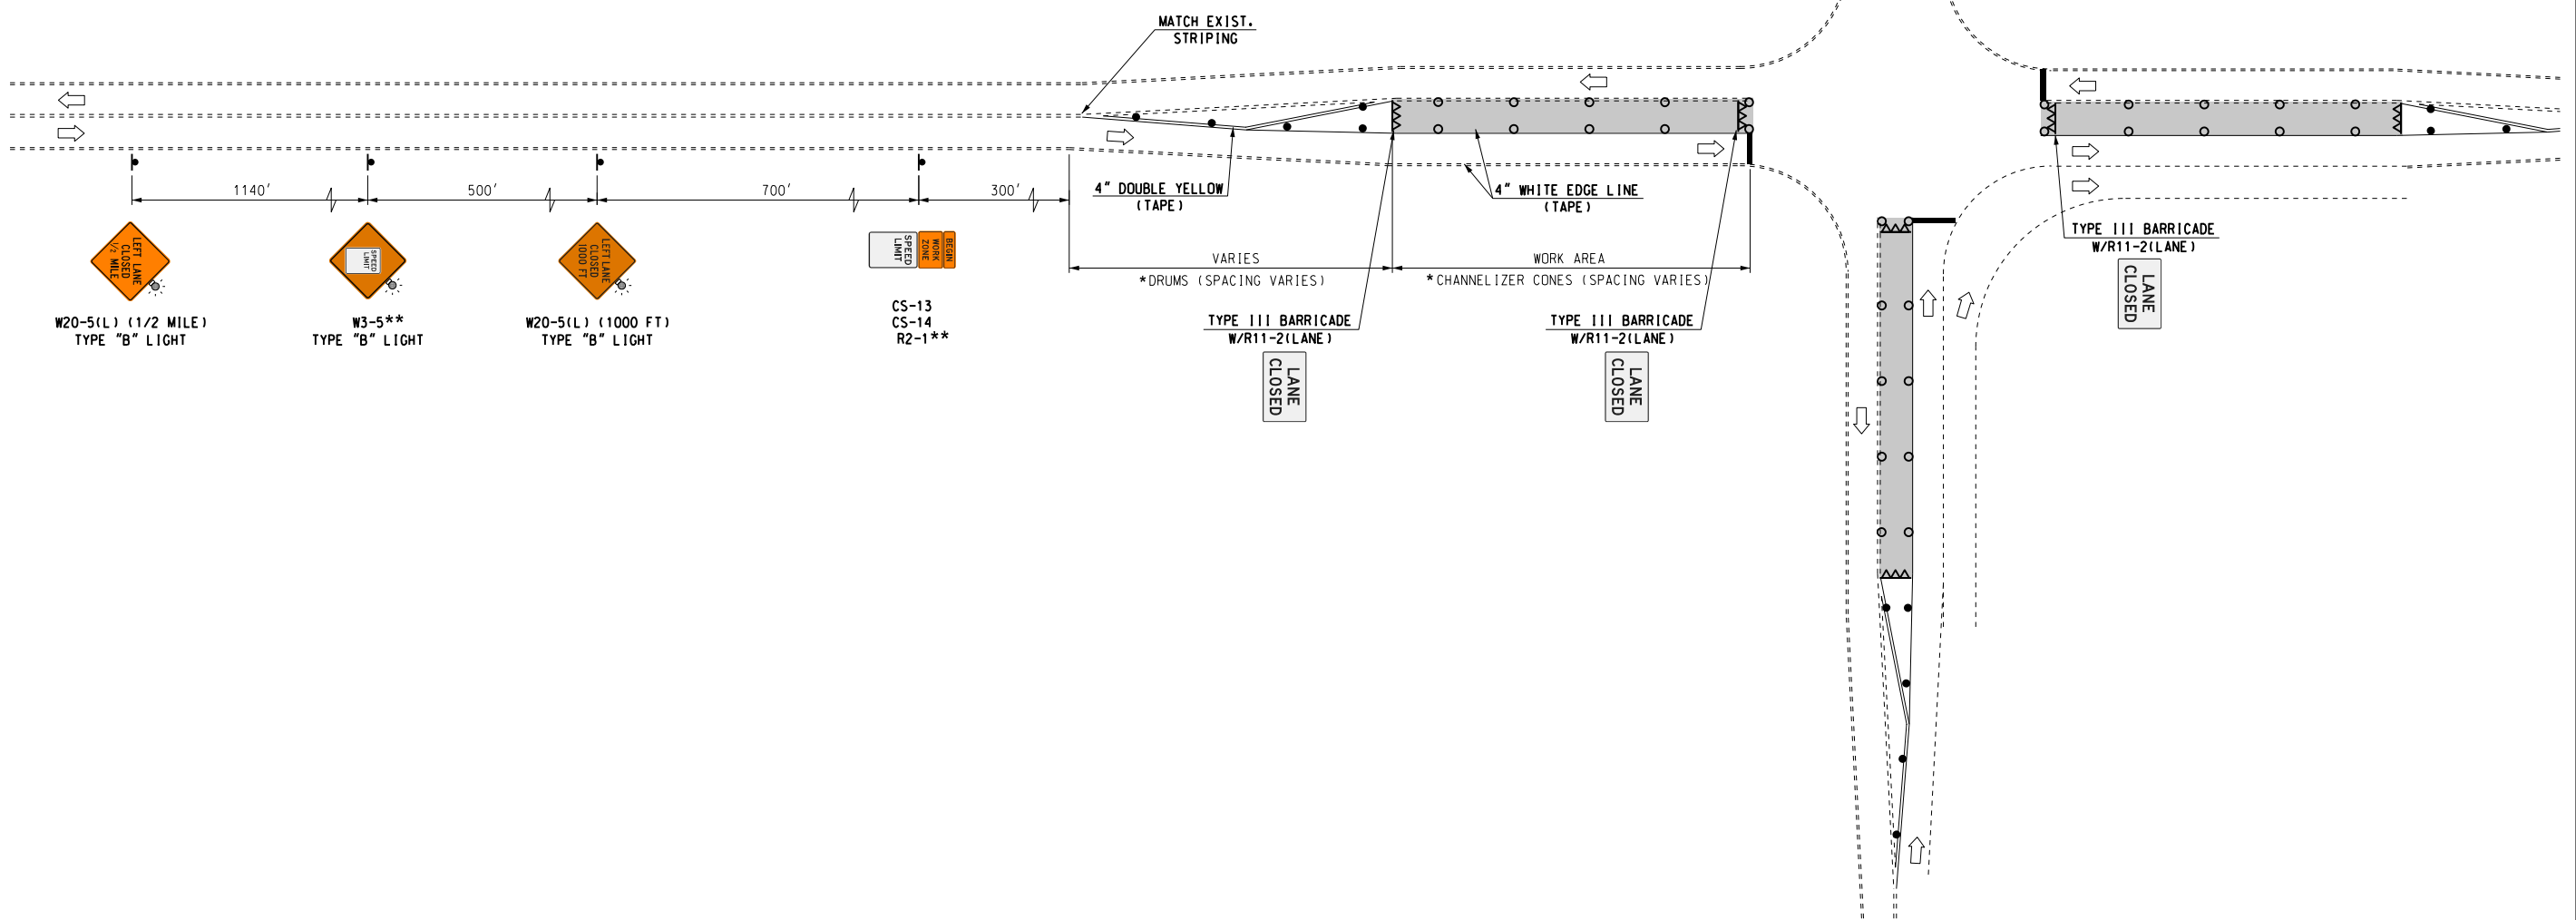 MATCH EXIST.
STRIPING
1140'
500'
700'
300'
4" DOUBLE YELLOW
(TAPE)
4" WHITE EDGE LINE
(TAPE)
LEFT LANE
CLOSED
1/2 MILE
SPEED
LIMIT
LEFT LANE
CLOSED
1000 FT
BEGIN
WORK
ZONE
SPEED
LIMIT
VARIES
*DRUMS (SPACING VARIES)
WORK AREA
*CHANNELIZER CONES (SPACING VARIES)
TYPE III BARRICADE
W/R11-2(LANE)
LANE
CLOSED
W20-5(L) (1/2 MILE)
TYPE "B" LIGHT
W3-5**
TYPE "B" LIGHT
W20-5(L) (1000 FT)
TYPE "B" LIGHT
CS-13
CS-14
R2-1**
TYPE III BARRICADE
W/R11-2(LANE)
LANE
CLOSED
TYPE III BARRICADE
W/R11-2(LANE)
LANE
CLOSED